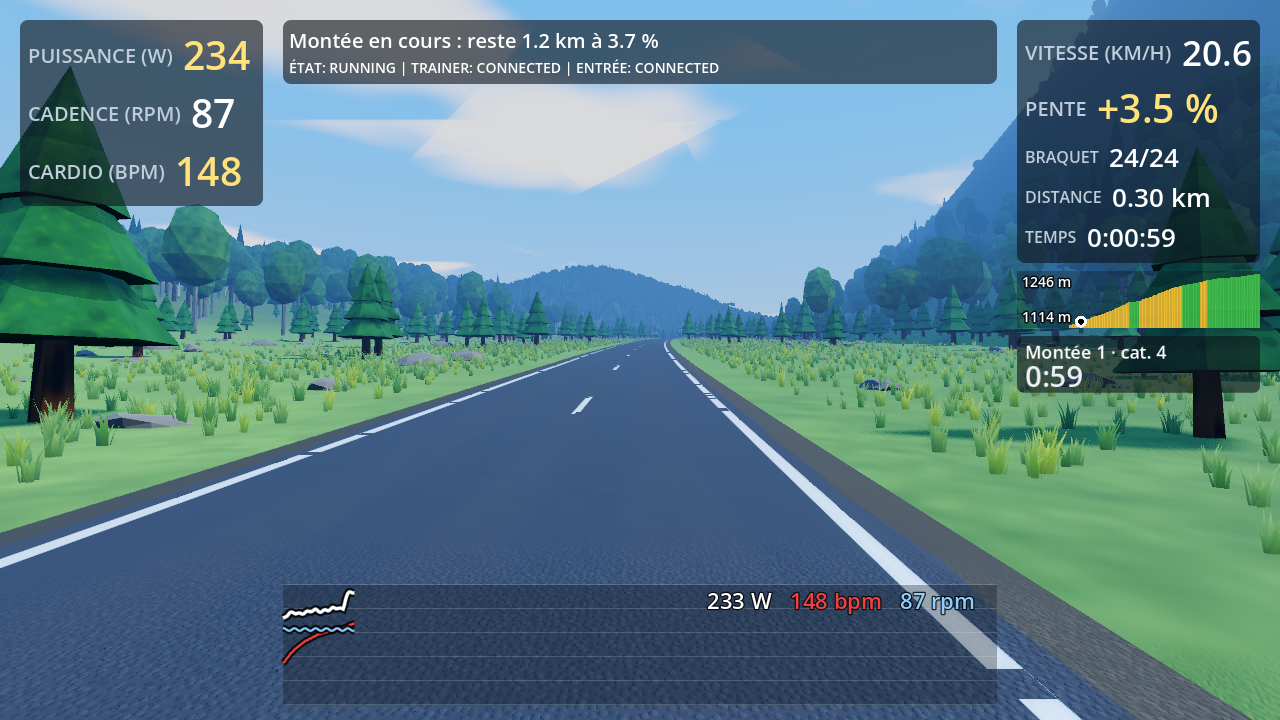 PUISSANCE (W) 234
CADENCE (RPM) 87
CARDIO (BPM) 148
Montée en cours : reste 1.2 km à 3.7 %
ÉTAT: RUNNING | TRAINER: CONNECTED | ENTRÉE: CONNECTED
VITESSE (KM/H) 20.6
PENTE +3.5 %
BRAQUET 24/24
DISTANCE 0.30 km
TEMPS 0:00:59
1246 m
1114 m
Montée 1 · cat. 4
0:59
233 W 148 bpm 87 rpm